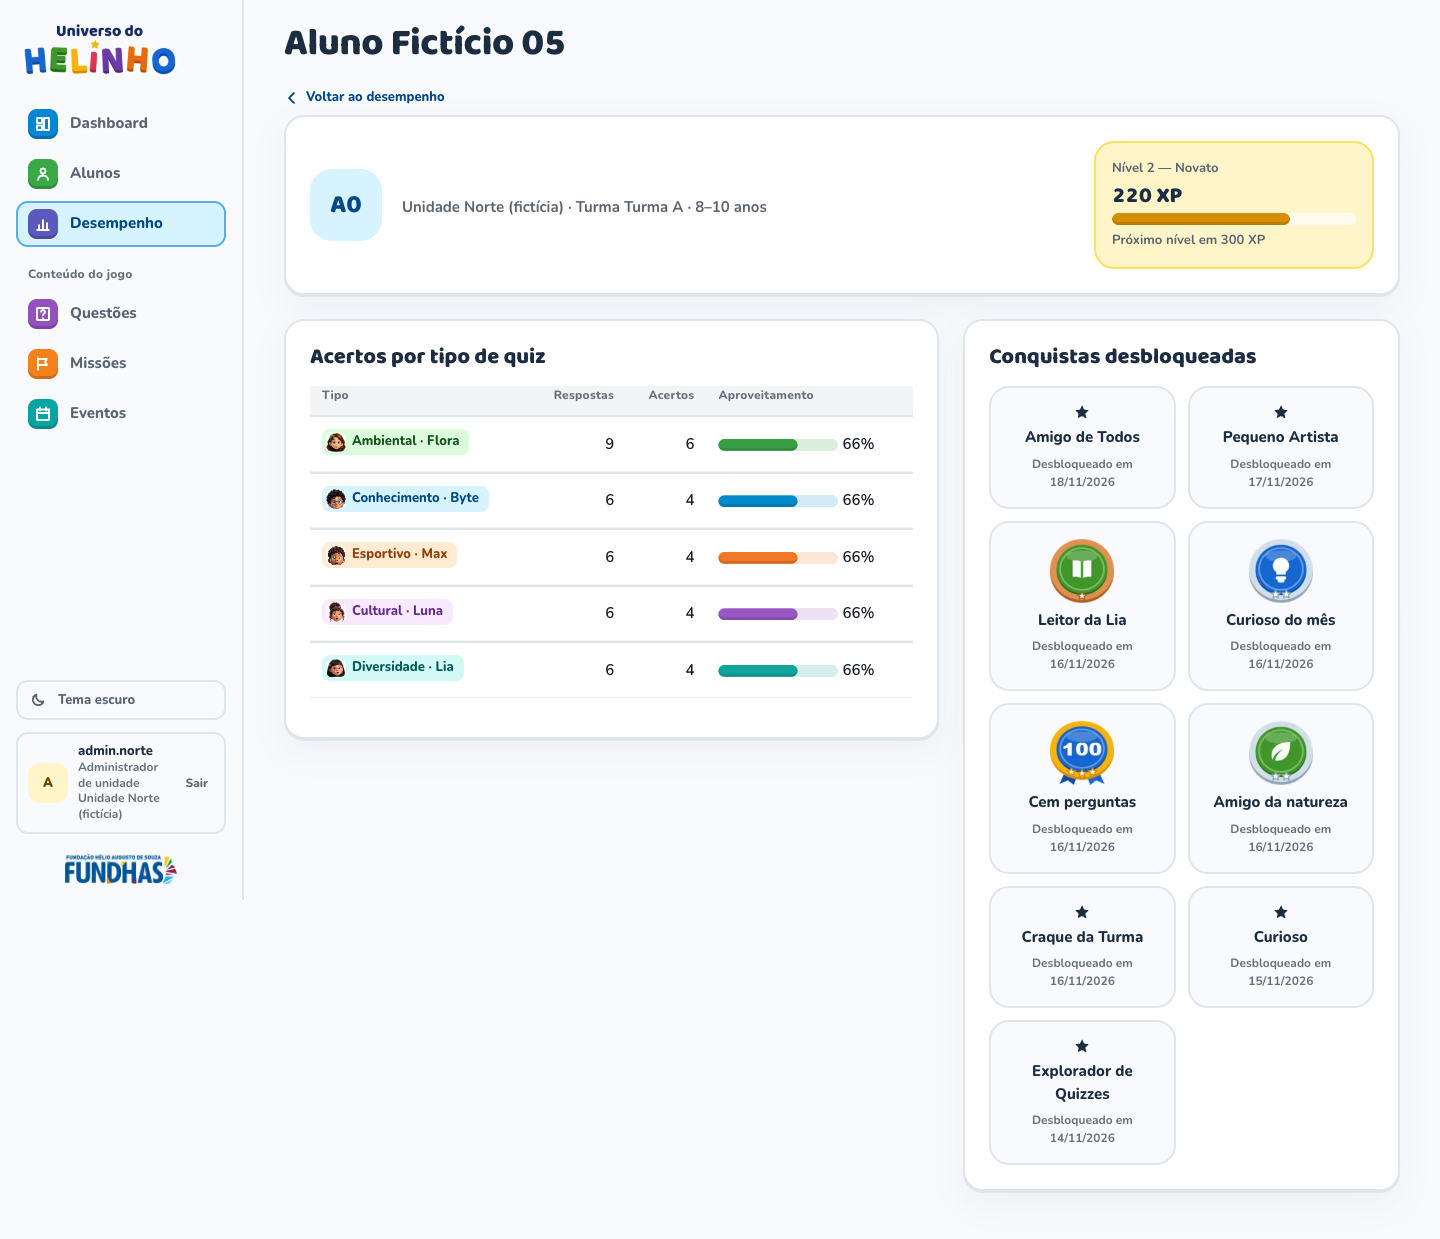 Universo do
HELINHO
Dashboard
Alunos
Desempenho
Conteúdo do jogo
Questões
Missões
Eventos
Tema escuro
A
admin.norte
Administrador
de unidade
Unidade Norte
(fictícia)
Sair
FUNDAÇÃO HÉLIO AUGUSTO DE SOUZA
FUNDHAS
Aluno Fictício 05
Voltar ao desempenho
A0
Unidade Norte (fictícia) · Turma Turma A · 8–10 anos
Nível 2 — Novato
220 XP
Próximo nível em 300 XP
Acertos por tipo de quiz
Tipo Respostas Acertos Aproveitamento
Ambiental · Flora 9 6 66%
Conhecimento · Byte 6 4 66%
Esportivo · Max 6 4 66%
Cultural · Luna 6 4 66%
Diversidade · Lia 6 4 66%
Conquistas desbloqueadas
Amigo de Todos
Desbloqueado em
18/11/2026
Pequeno Artista
Desbloqueado em
17/11/2026
Leitor da Lia
Desbloqueado em
16/11/2026
Curioso do mês
Desbloqueado em
16/11/2026
100
Cem perguntas
Desbloqueado em
16/11/2026
Amigo da natureza
Desbloqueado em
16/11/2026
Craque da Turma
Desbloqueado em
16/11/2026
Curioso
Desbloqueado em
15/11/2026
Explorador de
Quizzes
Desbloqueado em
14/11/2026